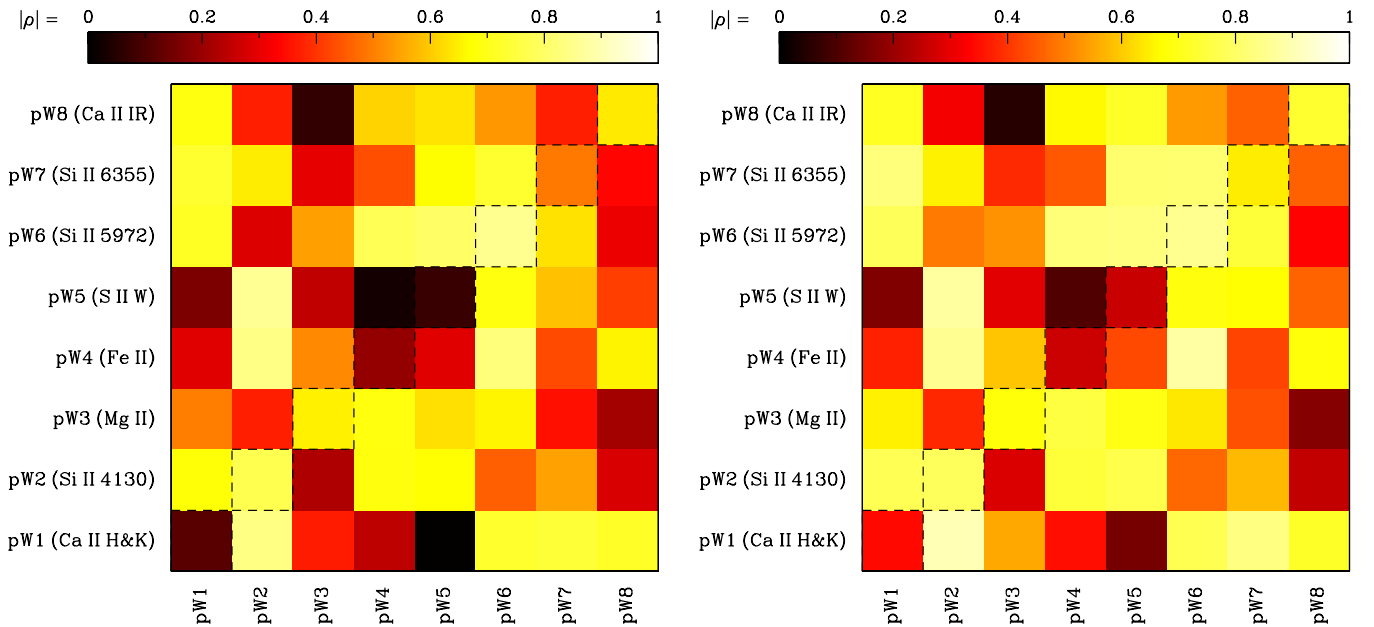 |ρ| = 0 0.2 0.4 0.6 0.8 1
pW8 (Ca II IR)
pW7 (Si II 6355)
pW6 (Si II 5972)
pW5 (S II W)
pW4 (Fe II)
pW3 (Mg II)
pW2 (Si II 4130)
pW1 (Ca II H&K)
pW1 pW2 pW3 pW4 pW5 pW6 pW7 pW8
|ρ| = 0 0.2 0.4 0.6 0.8 1
pW8 (Ca II IR)
pW7 (Si II 6355)
pW6 (Si II 5972)
pW5 (S II W)
pW4 (Fe II)
pW3 (Mg II)
pW2 (Si II 4130)
pW1 (Ca II H&K)
pW1 pW2 pW3 pW4 pW5 pW6 pW7 pW8